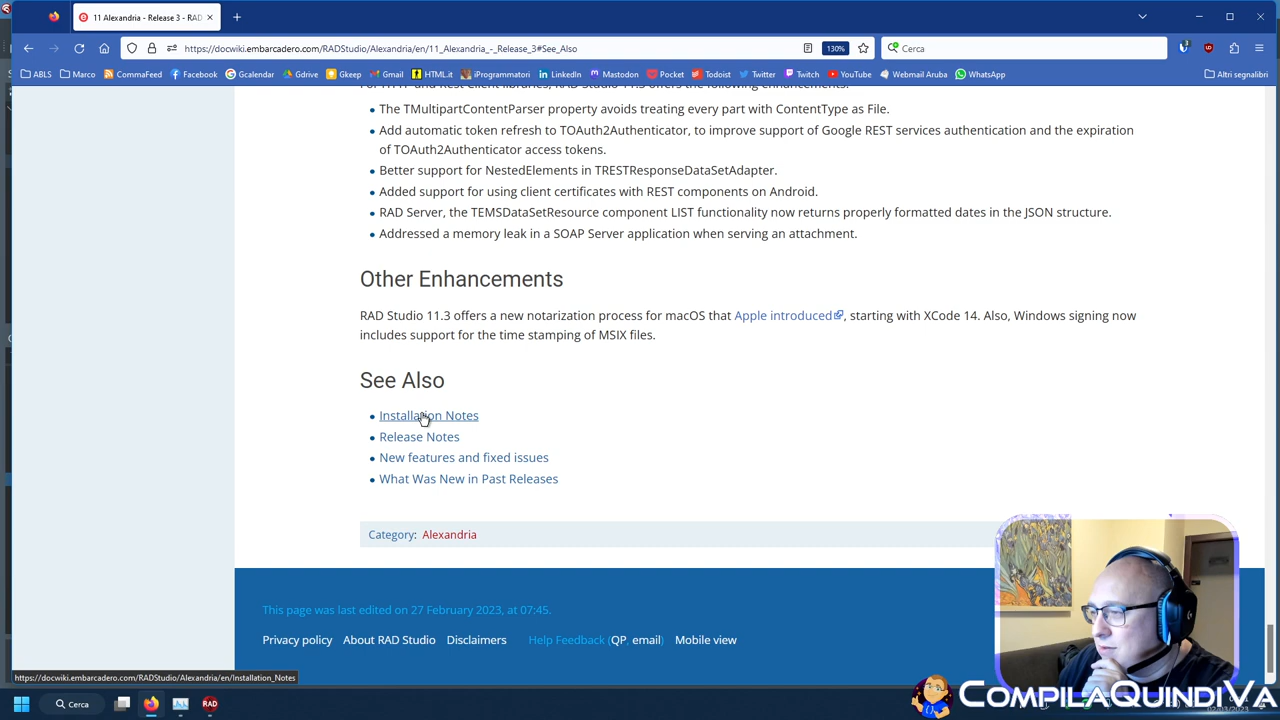 11 Alexandria - Release 3 - RAD
https://docwiki.embarcadero.com/RADStudio/Alexandria/en/11_Alexandria_-_Release_3#See_Also
130%
Cerca
ABLS
Marco
CommaFeed
Facebook
Gcalendar
Gdrive
Gkeep
Gmail
HTML.it
iProgrammatori
LinkedIn
Mastodon
Pocket
Todoist
Twitter
Twitch
YouTube
Webmail Aruba
WhatsApp
Altri segnalibri
For HTTP and Rest Client libraries, RAD Studio 11.3 offers the following enhancements:
The TMultipartContentParser property avoids treating every part with ContentType as File.
Add automatic token refresh to TOAuth2Authenticator, to improve support of Google REST services authentication and the expiration
of TOAuth2Authenticator access tokens.
Better support for NestedElements in TRESTResponseDataSetAdapter.
Added support for using client certificates with REST components on Android.
RAD Server, the TEMSDataSetResource component LIST functionality now returns properly formatted dates in the JSON structure.
Addressed a memory leak in a SOAP Server application when serving an attachment.
Other Enhancements
RAD Studio 11.3 offers a new notarization process for macOS that Apple introduced, starting with XCode 14. Also, Windows signing now
includes support for the time stamping of MSIX files.
See Also
Installation Notes
Release Notes
New features and fixed issues
What Was New in Past Releases
Category: Alexandria
This page was last edited on 27 February 2023, at 07:45.
Privacy policy
About RAD Studio
Disclaimers
Help Feedback (QP, email)
Mobile view
https://docwiki.embarcadero.com/RADStudio/Alexandria/en/Installation_Notes
Cerca
RAD
COMPILAQUINDIVA
02/03/2023